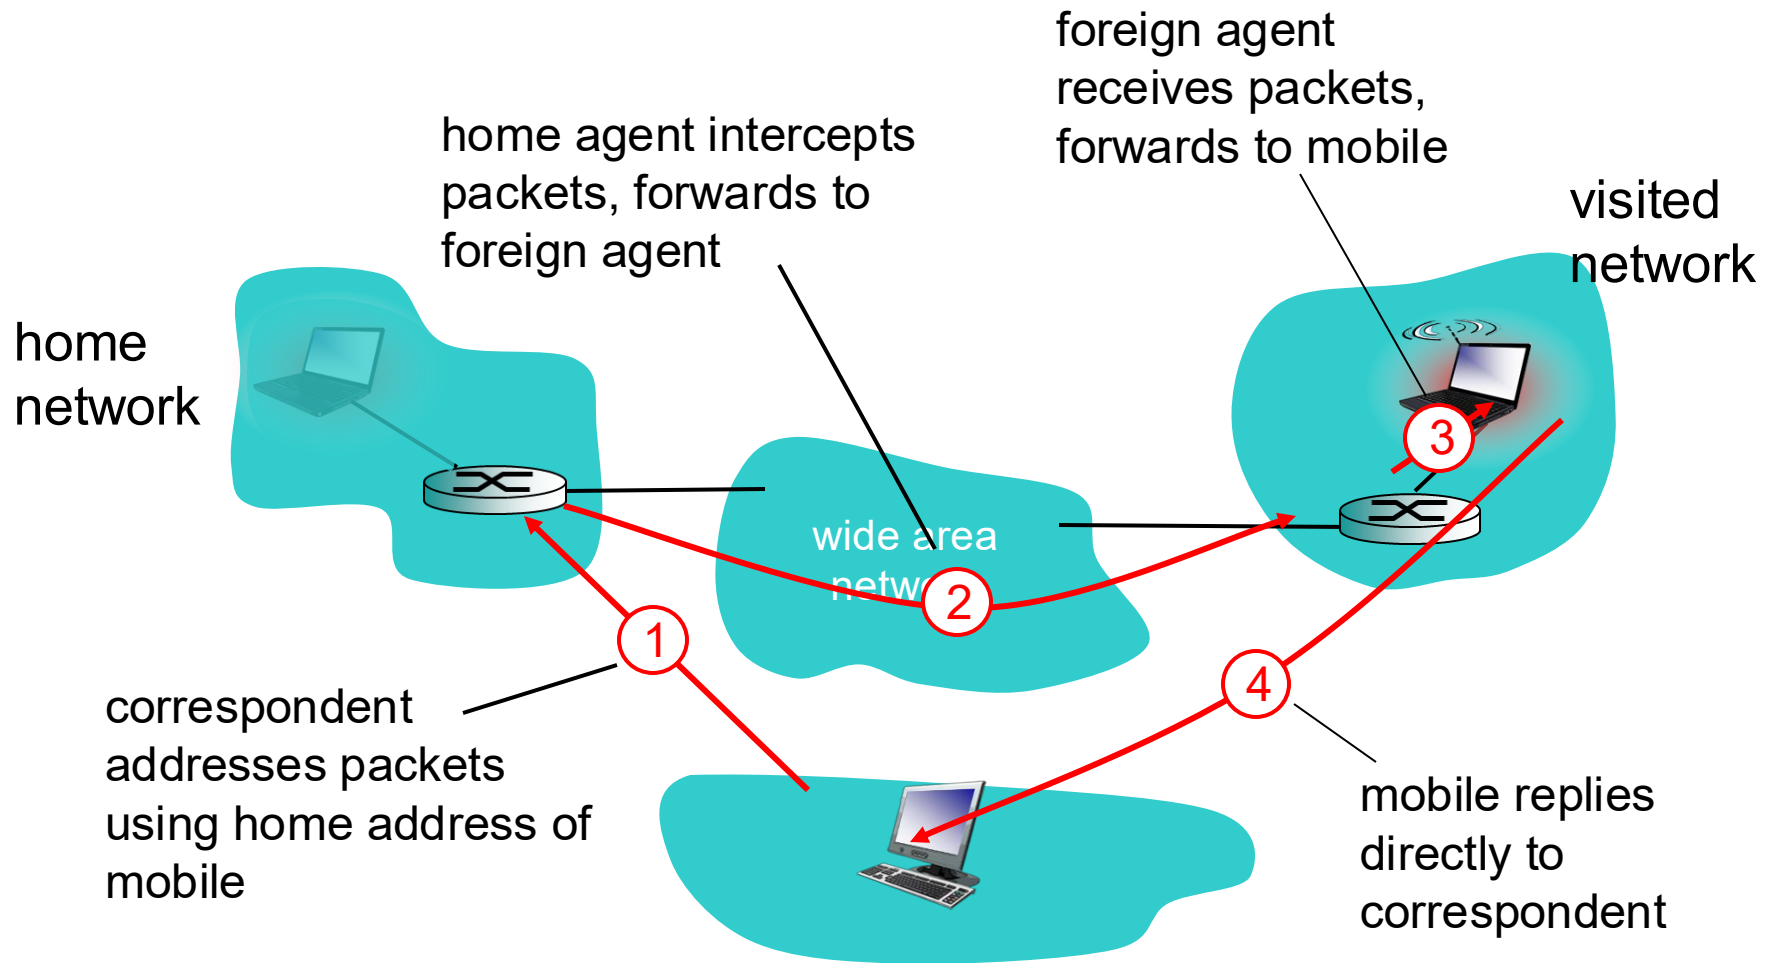 foreign agent
receives packets,
forwards to mobile
home agent intercepts
packets, forwards to
foreign agent
visited
network
home
network
wide area
network
1
2
3
4
correspondent
addresses packets
using home address of
mobile
mobile replies
directly to
correspondent